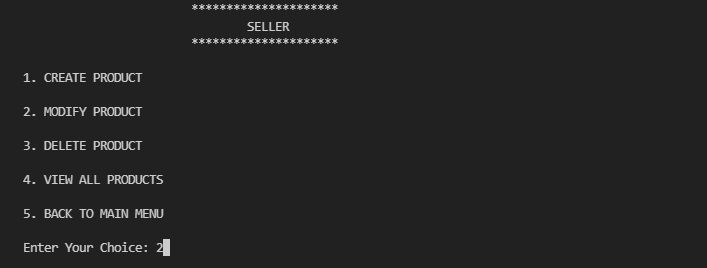 *********************
SELLER
*********************
1. CREATE PRODUCT
2. MODIFY PRODUCT
3. DELETE PRODUCT
4. VIEW ALL PRODUCTS
5. BACK TO MAIN MENU
Enter Your Choice: 2